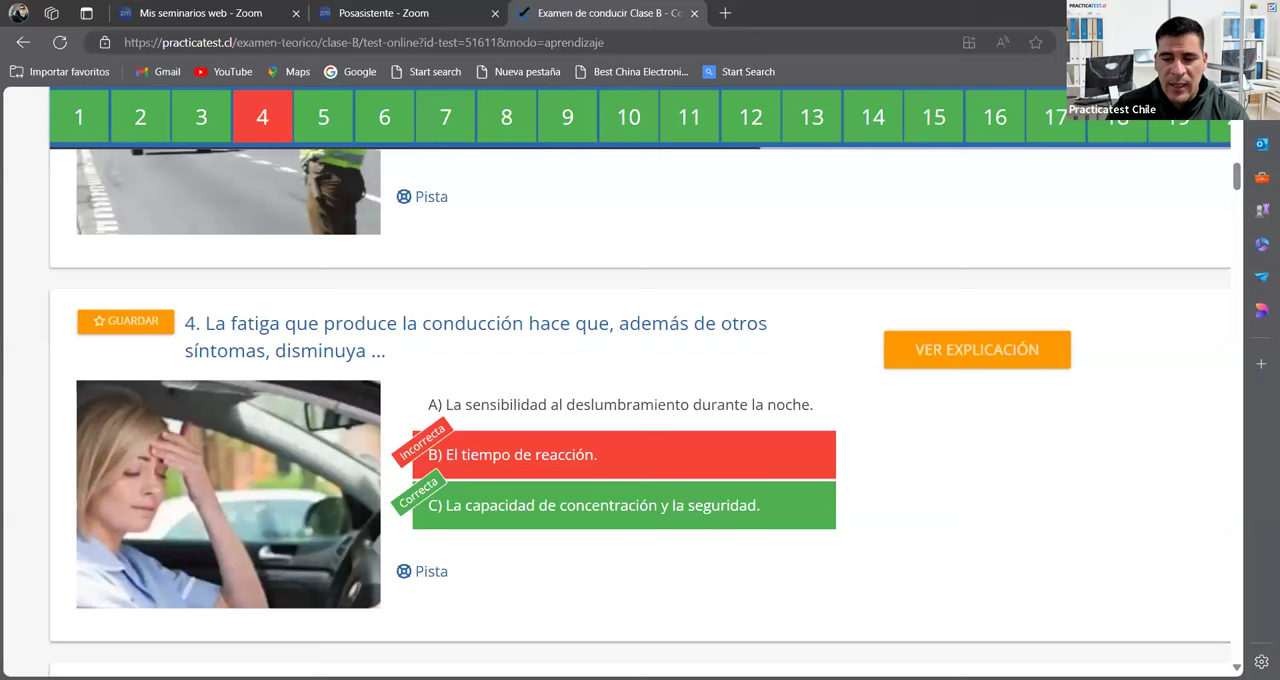 Mis seminarios web - Zoom
Posasistente - Zoom
Examen de conducir Clase B - Cc
https://practicatest.cl/examen-teorico/clase-B/test-online?id-test=51611&modo=aprendizaje
Importar favoritos
Gmail
YouTube
Maps
Google
Start search
Nueva pestaña
Best China Electroni...
Start Search
PRACTICATEST.cl
Practicatest Chile
1 2 3 4 5 6 7 8 9 10 11 12 13 14 15 16 17 18 19
Pista
GUARDAR
4. La fatiga que produce la conducción hace que, además de otros
síntomas, disminuya ...
VER EXPLICACIÓN
A) La sensibilidad al deslumbramiento durante la noche.
Incorrecta
B) El tiempo de reacción.
Correcta
C) La capacidad de concentración y la seguridad.
Pista